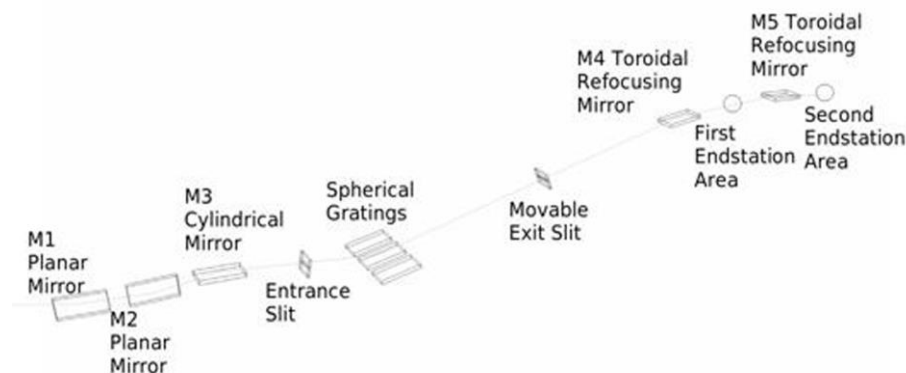 M1
Planar
Mirror
M2
Planar
Mirror
M3
Cylindrical
Mirror
Entrance
Slit
Spherical
Gratings
Movable
Exit Slit
M4 Toroidal
Refocusing
Mirror
First
Endstation
Area
M5 Toroidal
Refocusing
Mirror
Second
Endstation
Area